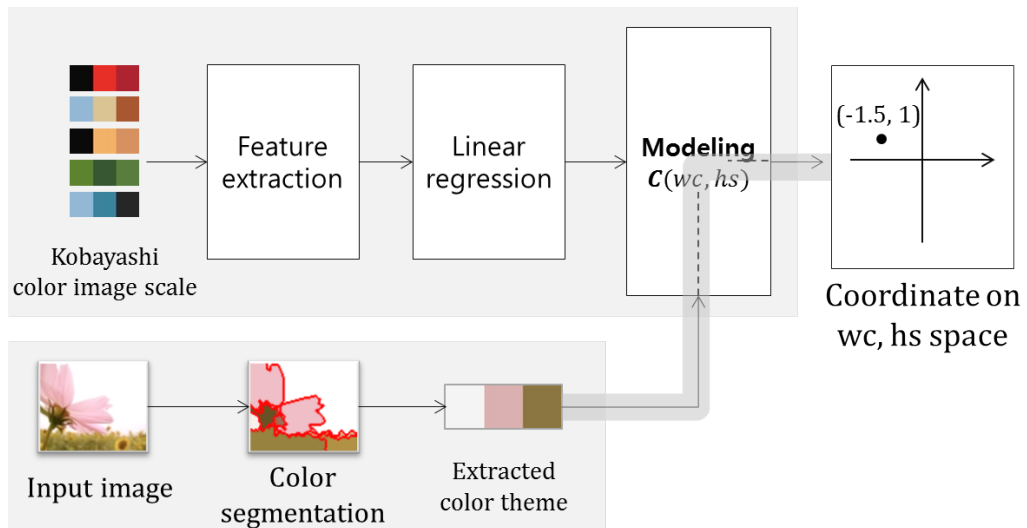 Feature
extraction
Linear
regression
Modeling
C(wc, hs)
(-1.5, 1)
Kobayashi
color image scale
Coordinate on
wc, hs space
Input image
Color
segmentation
Extracted
color theme